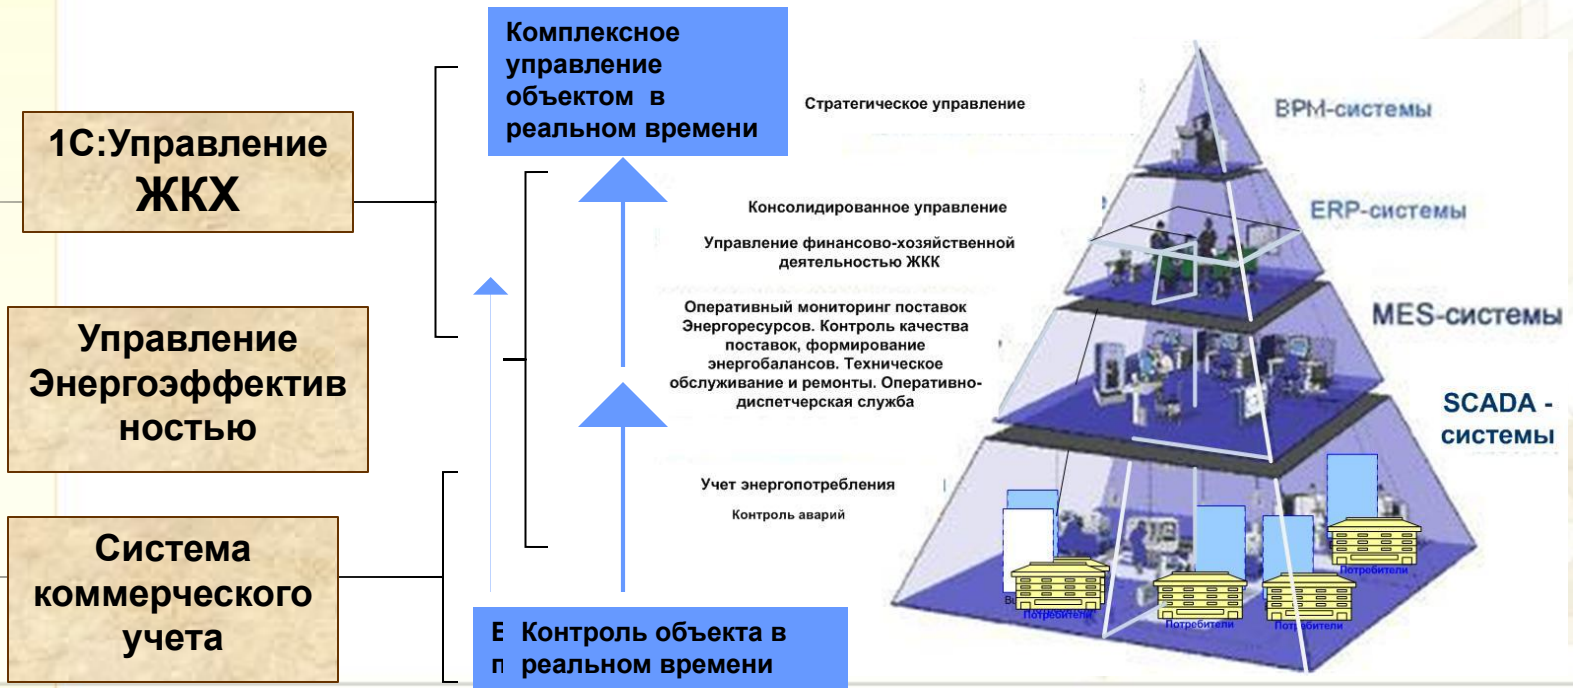 1С:Управление
ЖКХ
Управление
Энергоэффектив
ностью
Система
коммерческого
учета
Комплексное
управление
объектом в
реальном времени
Контроль объекта в
реальном времени
Стратегическое управление
Консолидированное управление
Управление финансово-хозяйственной
деятельностью ЖКК
Оперативный мониторинг поставок
Энергоресурсов. Контроль качества
поставок, формирование
энергобалансов. Техническое
обслуживание и ремонты. Оперативно-
диспетчерская служба
Учет энергопотребления
Контроль аварий
BPM-системы
ERP-системы
MES-системы
SCADA -
системы
Потребители
Потребители
Потребители
Потребители